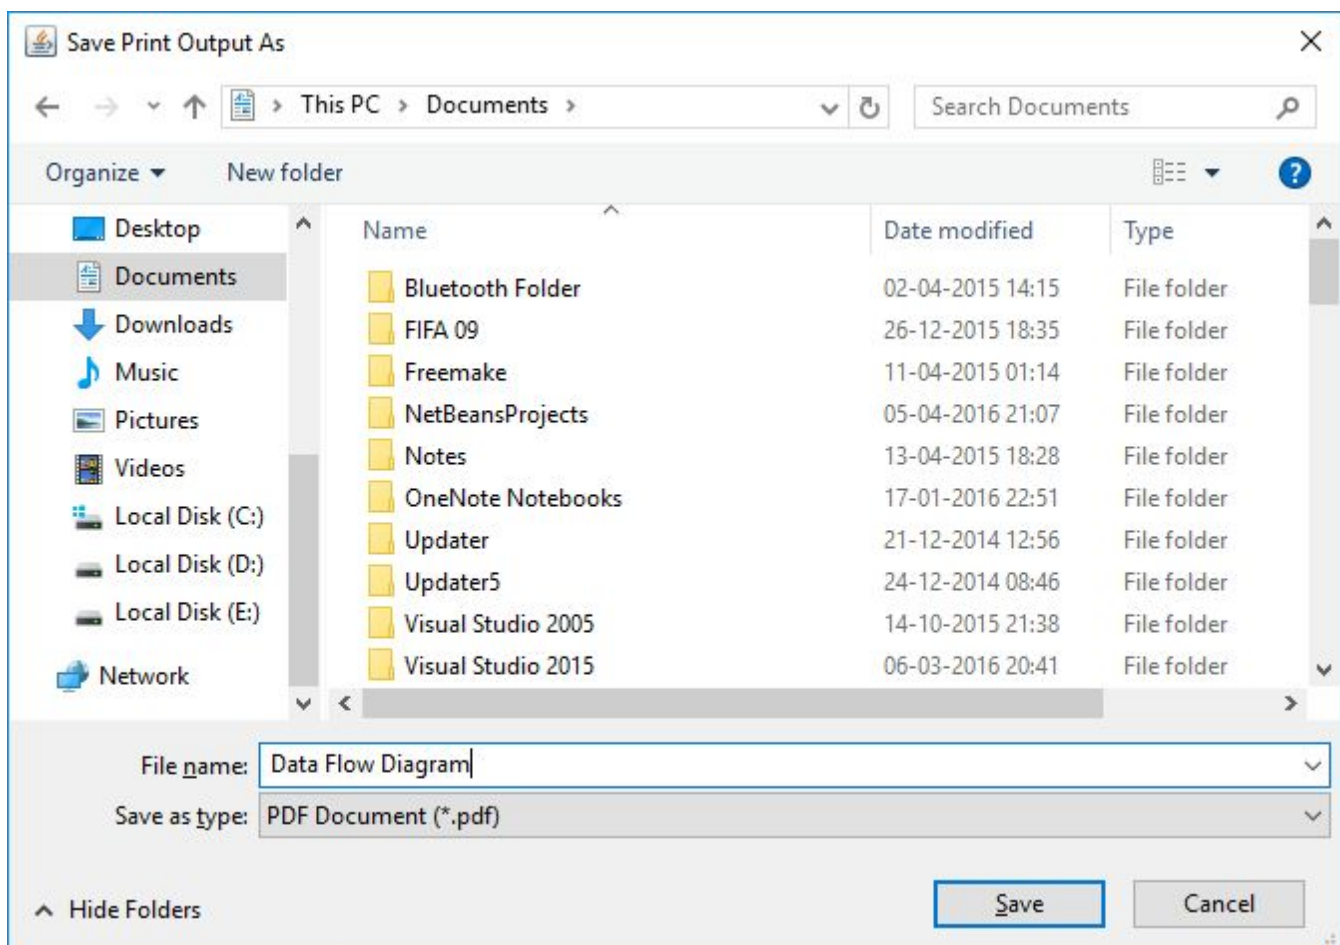 Save Print Output As
This PC > Documents >
Search Documents
Organize New folder
?
Desktop
Documents
Downloads
Music
Pictures
Videos
Local Disk (C:)
Local Disk (D:)
Local Disk (E:)
Network
Name Date modified Type
Bluetooth Folder 02-04-2015 14:15 File folder
FIFA 09 26-12-2015 18:35 File folder
Freemake 11-04-2015 01:14 File folder
NetBeansProjects 05-04-2016 21:07 File folder
Notes 13-04-2015 18:28 File folder
OneNote Notebooks 17-01-2016 22:51 File folder
Updater 21-12-2014 12:56 File folder
Updater5 24-12-2014 08:46 File folder
Visual Studio 2005 14-10-2015 21:38 File folder
Visual Studio 2015 06-03-2016 20:41 File folder
File name: Data Flow Diagram
Save as type: PDF Document (*.pdf)
Hide Folders Save Cancel